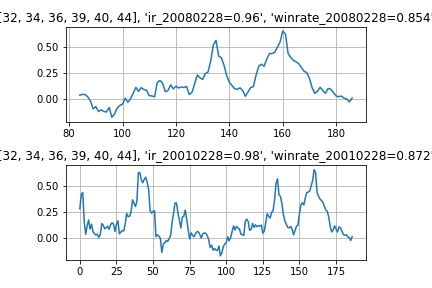 [32, 34, 36, 39, 40, 44], 'ir_20080228=0.96', 'winrate_20080228=0.854'
0.50
0.25
0.00
80 100 120 140 160 180
[32, 34, 36, 39, 40, 44], 'ir_20010228=0.98', 'winrate_20010228=0.872'
0.50
0.25
0.00
0 25 50 75 100 125 150 175